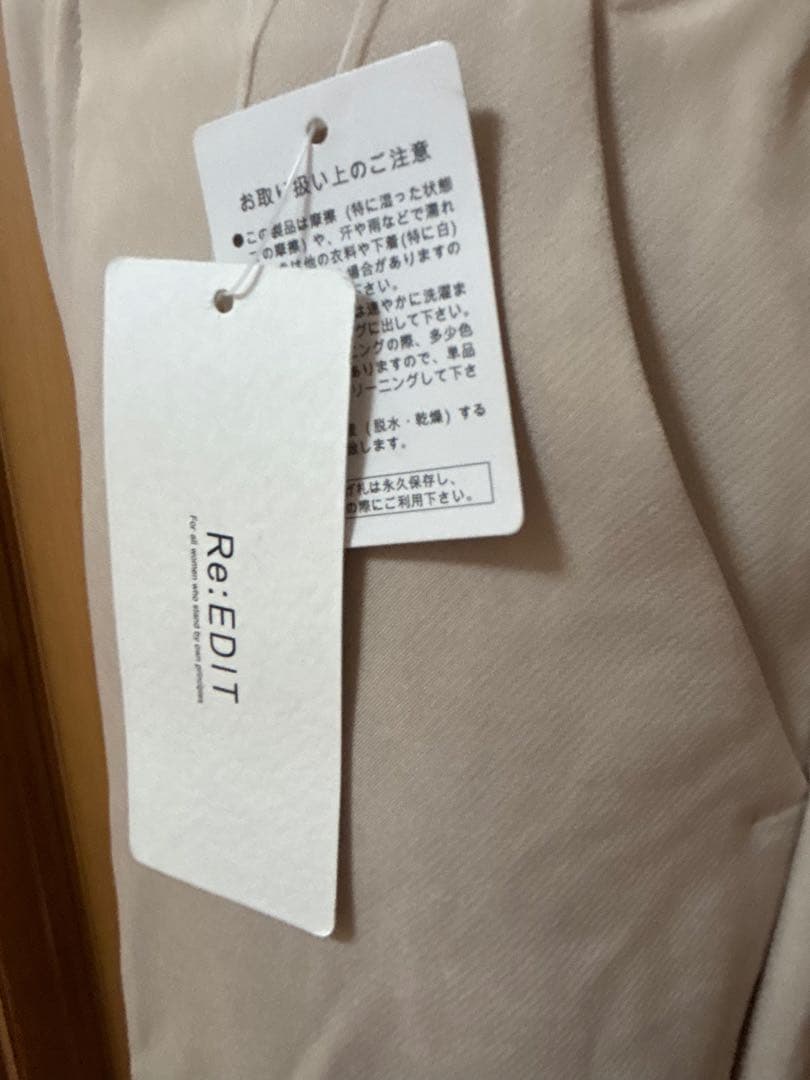 お取り扱い上のご注意
●この製品は摩擦 (特に湿った状態
での摩擦) や、汗や雨などで濡れ
は他の衣料や下着(特に白)
場合がありますの
さい。
は速やかに洗濯ま
グに出して下さい。
ニングの際、多少色
ありますので、単品
リーニングして下さ
(脱水・乾燥) する
します。
げ札は永久保存し、
の際にご利用下さい。
Re:EDIT
For all women who stand by own principles